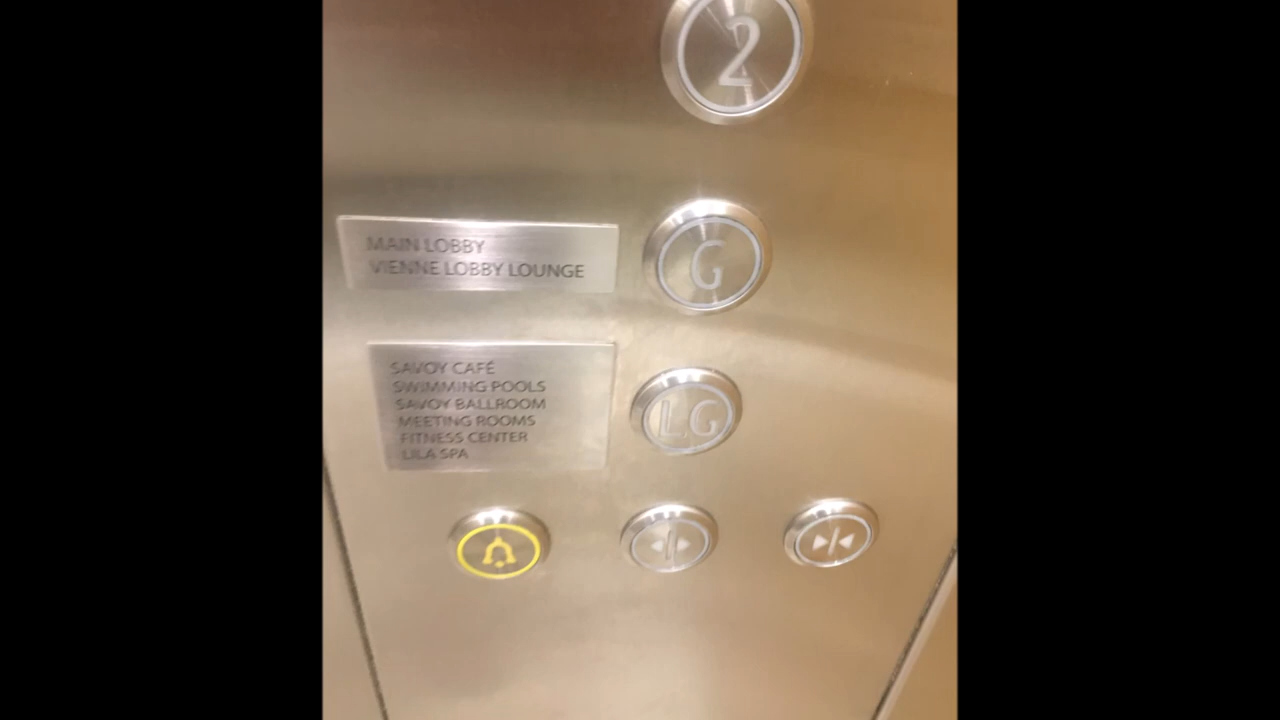 2
MAIN LOBBY
VIENNE LOBBY LOUNGE
G
SAVOY CAFÉ
SWIMMING POOLS
SAVOY BALLROOM
MEETING ROOMS
FITNESS CENTER
LILA SPA
LG